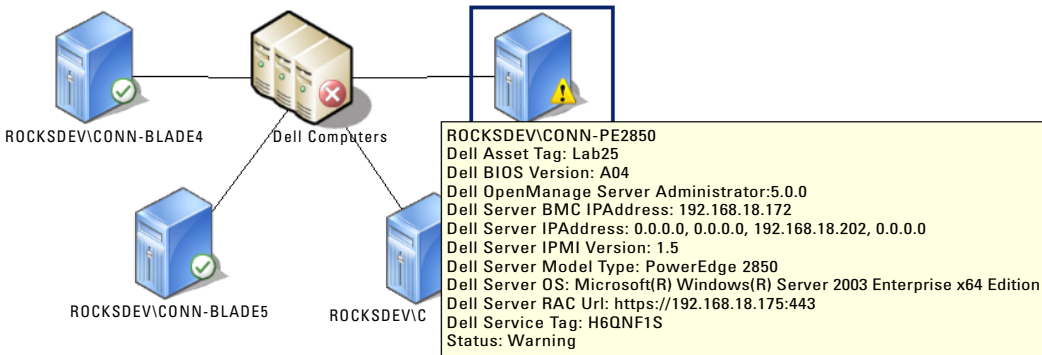 ROCKSDEV\CONN-BLADE4
Dell Computers
ROCKSDEV\CONN-PE2850
Dell Asset Tag: Lab25
Dell BIOS Version: A04
Dell OpenManage Server Administrator:5.0.0
Dell Server BMC IPAddress: 192.168.18.172
Dell Server IPAddress: 0.0.0.0, 0.0.0.0, 192.168.18.202, 0.0.0.0
Dell Server IPMI Version: 1.5
Dell Server Model Type: PowerEdge 2850
Dell Server OS: Microsoft(R) Windows(R) Server 2003 Enterprise x64 Edition
Dell Server RAC Url: https://192.168.18.175:443
Dell Service Tag: H6QNF1S
Status: Warning
ROCKSDEV\CONN-BLADE5
ROCKSDEV\C